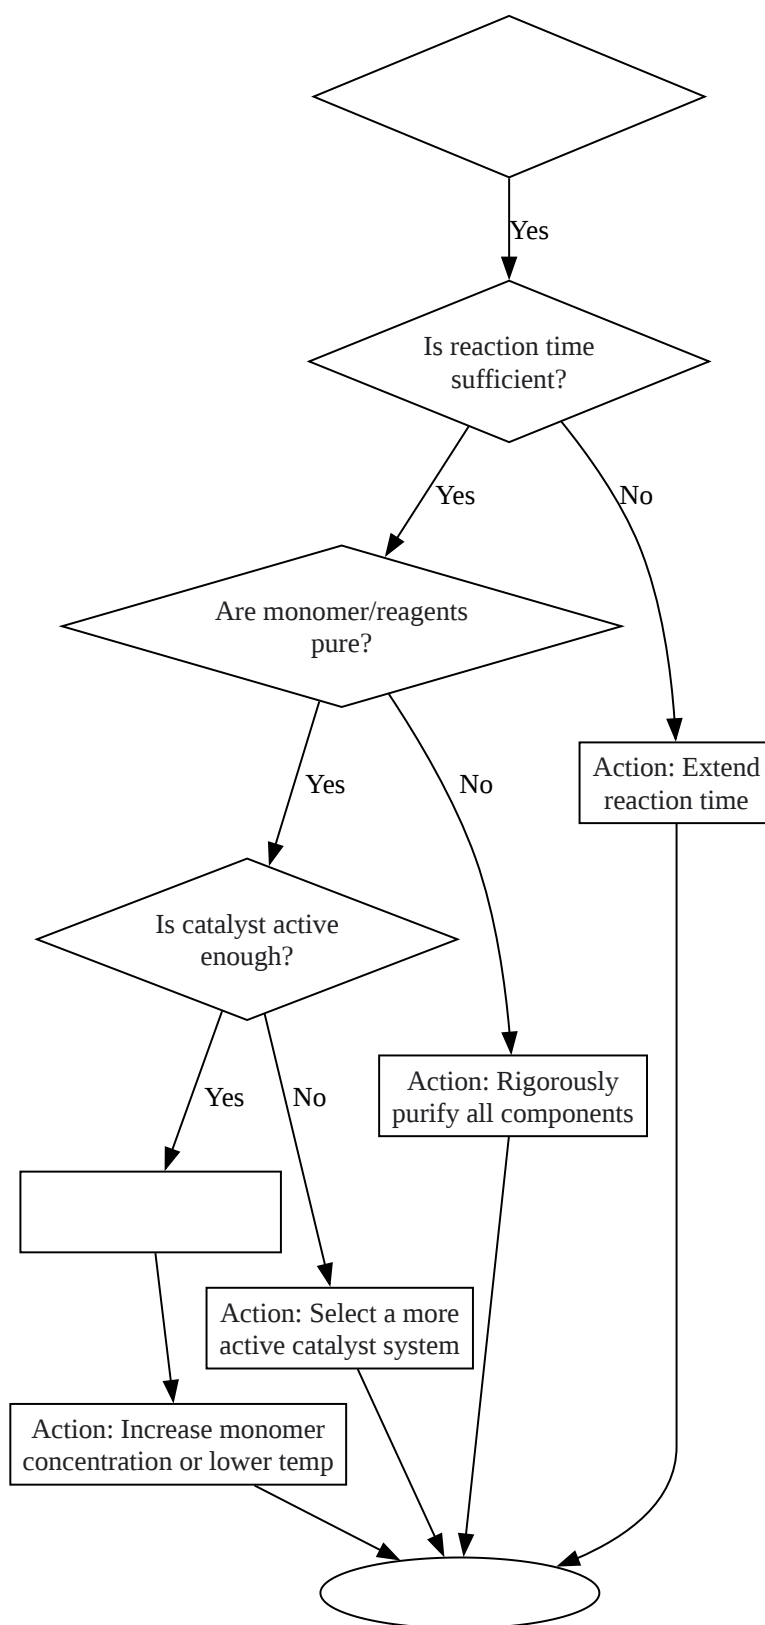 Yes
Is reaction time
sufficient?
Yes
No
Are monomer/reagents
pure?
Action: Extend
reaction time
Yes
No
Is catalyst active
enough?
Action: Rigorously
purify all components
Yes
No
Action: Select a more
active catalyst system
Action: Increase monomer
concentration or lower temp